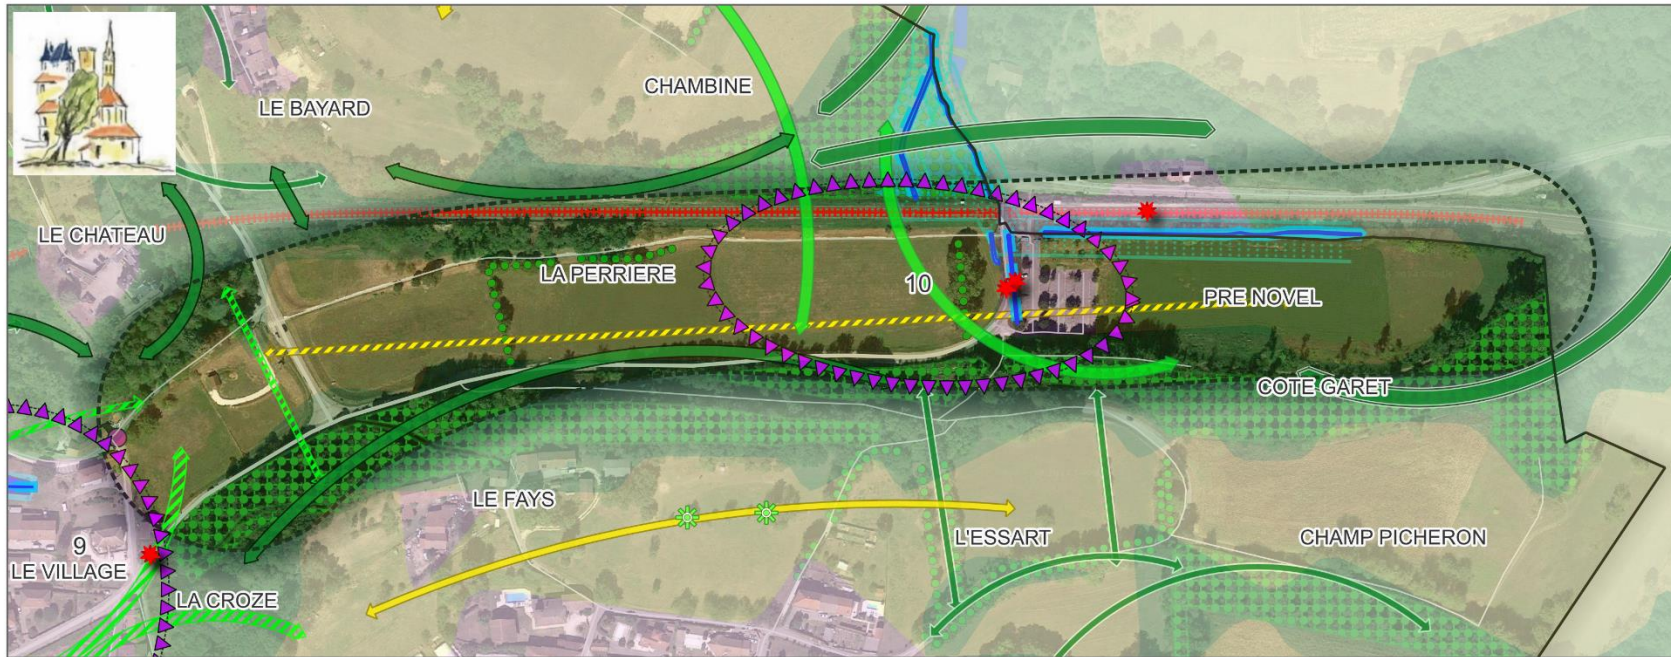 CHAMBINE
LE BAYARD
LE CHATEAU
LA PERRIERE
10
PRE NOVEL
COTE GARET
LE FAYS
9
LE VILLAGE
L'ESSART
CHAMP PICHERON
LA CROZE